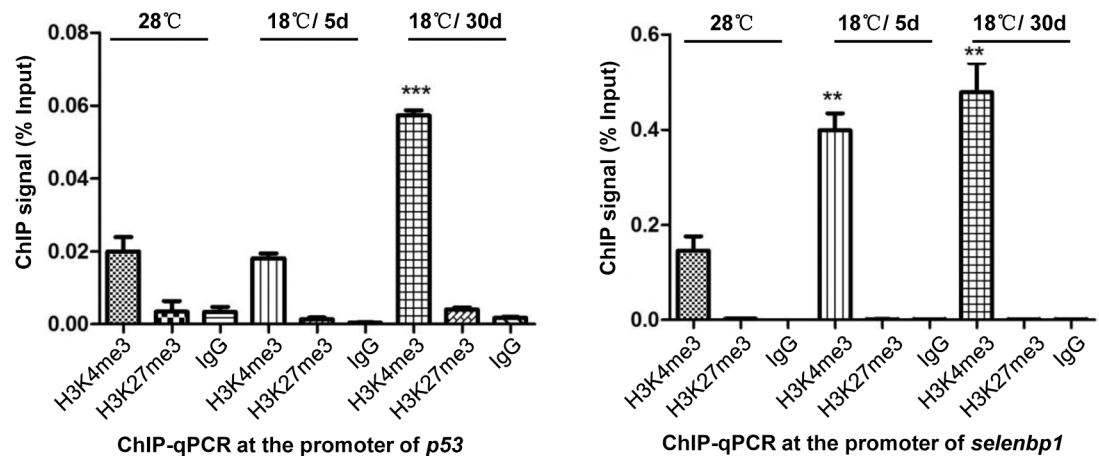 28℃ 18℃/ 5d 18℃/ 30d
ChIP signal (% Input)
0.08
0.06
0.04
0.02
0.00
***
H3K4me3 H3K27me3 IgG H3K4me3 H3K27me3 IgG H3K4me3 H3K27me3 IgG
ChIP-qPCR at the promoter of p53
28℃ 18℃/ 5d 18℃/ 30d
ChIP signal (% Input)
0.6
0.4
0.2
0.0
** **
H3K4me3 H3K27me3 IgG H3K4me3 H3K27me3 IgG H3K4me3 H3K27me3 IgG
ChIP-qPCR at the promoter of selenbp1